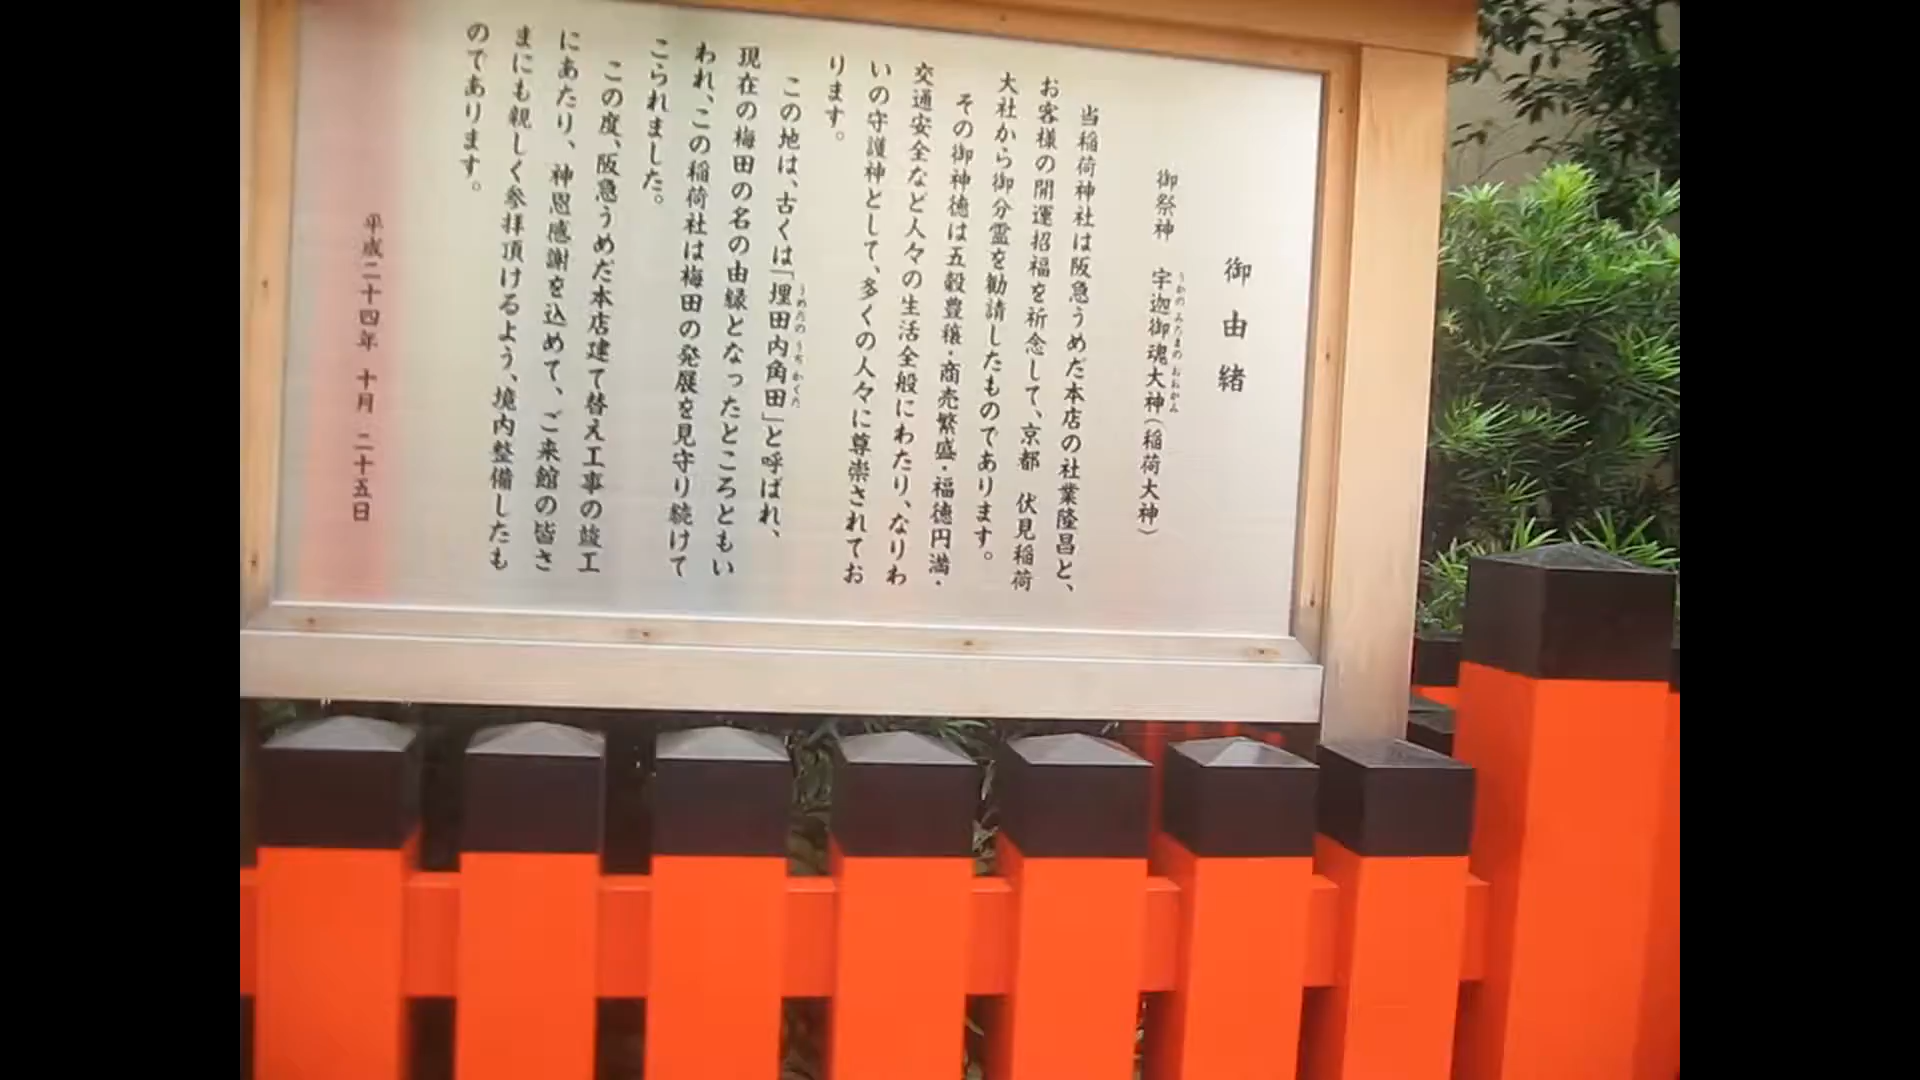 御由緒
御祭神 宇迦御魂大神(稲荷大神)
うかの みたまの おおかみ
当稲荷神社は阪急うめだ本店の社業隆昌と、
お客様の開運招福を祈念して、京都 伏見稲荷
大社から御分霊を勧請したものであります。
その御神徳は五穀豊穣・商売繁盛・福徳円満・
交通安全など人々の生活全般にわたり、なりわ
いの守護神として、多くの人々に尊崇されてお
ります。
この地は、古くは「埋田内角田」と呼ばれ、
うめだのうち かくた
現在の梅田の名の由縁となったところともい
われ、この稲荷社は梅田の発展を見守り続けて
こられました。
この度、阪急うめだ本店建て替え工事の竣工
にあたり、神恩感謝を込めて、ご来館の皆さ
まにも親しく参拝頂けるよう、境内整備したも
のであります。
平成二十四年 十月 二十五日